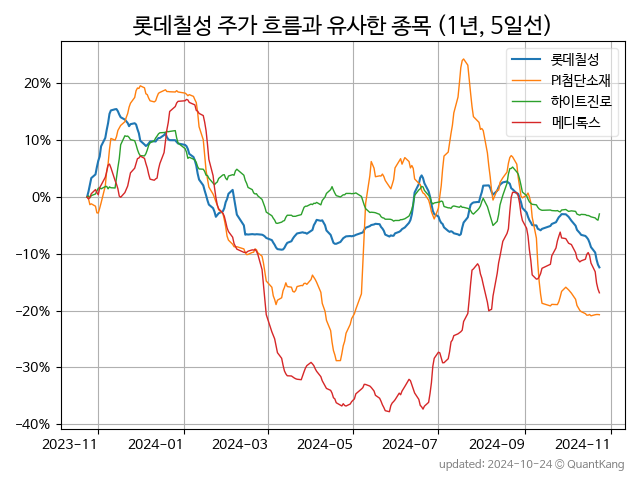 롯데칠성 주가 흐름과 유사한 종목 (1년, 5일선)
롯데칠성
PI첨단소재
하이트진로
메디톡스
20%
10%
0%
−10%
−20%
−30%
−40%
2023-11 2024-01 2024-03 2024-05 2024-07 2024-09 2024-11
updated: 2024-10-24 © QuantKang